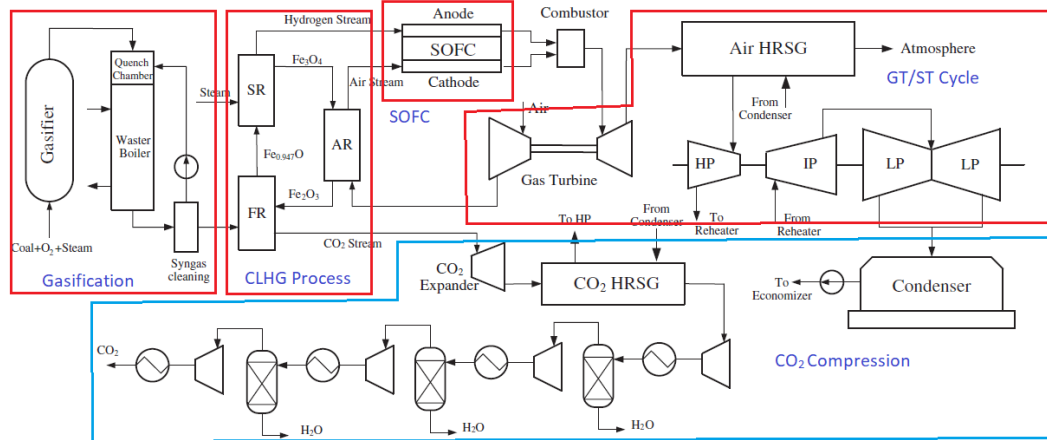 Gasifier
Quench
Chamber
Waster
Boiler
Coal+O2+Steam
Syngas
cleaning
Gasification
Steam
Hydrogen Stream
SR
Fe3O4
AR
Fe0.947O
Fe2O3
FR
Air Stream
CO2 Stream
CLHG Process
Anode
SOFC
Cathode
SOFC
Combustor
Air
Gas Turbine
Air HRSG
Atmosphere
GT/ST Cycle
From
Condenser
HP
IP
LP
LP
To
Reheater
From
Reheater
To HP
From
Condenser
CO2
Expander
CO2 HRSG
To
Economizer
Condenser
CO2 Compression
CO2
H2O
H2O
H2O